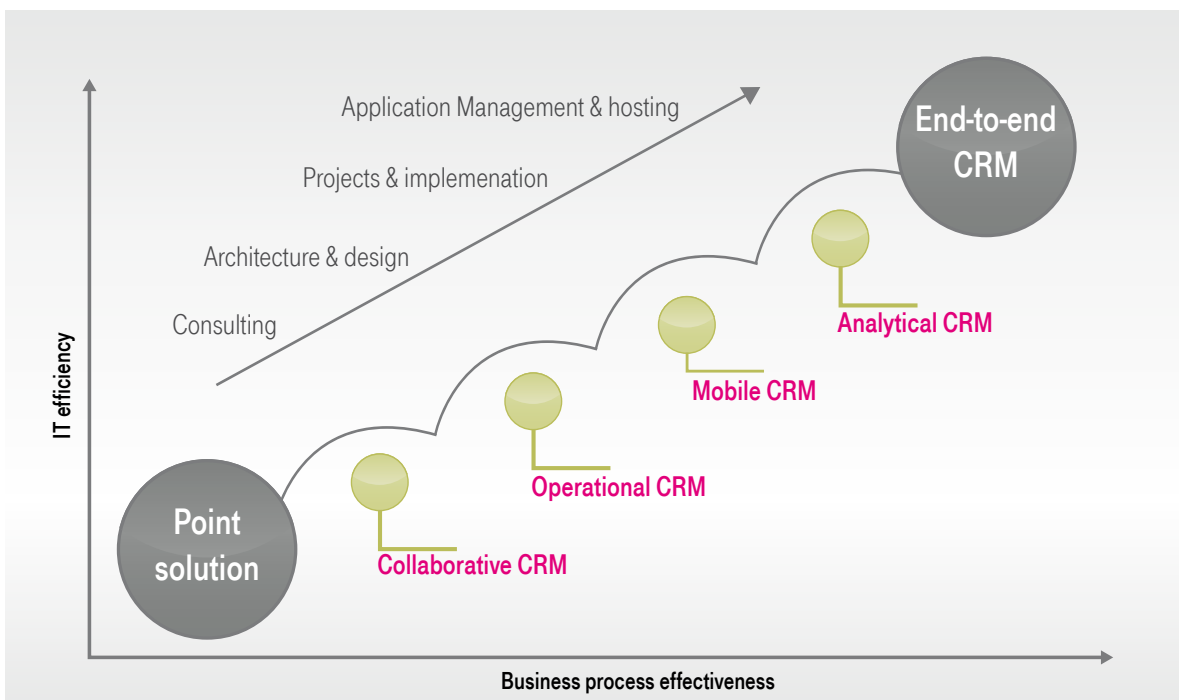 Application Management & hosting
Projects & implemenation
Architecture & design
Consulting
End-to-end
CRM
Analytical CRM
Mobile CRM
Operational CRM
Collaborative CRM
Point
solution
IT efficiency
Business process effectiveness